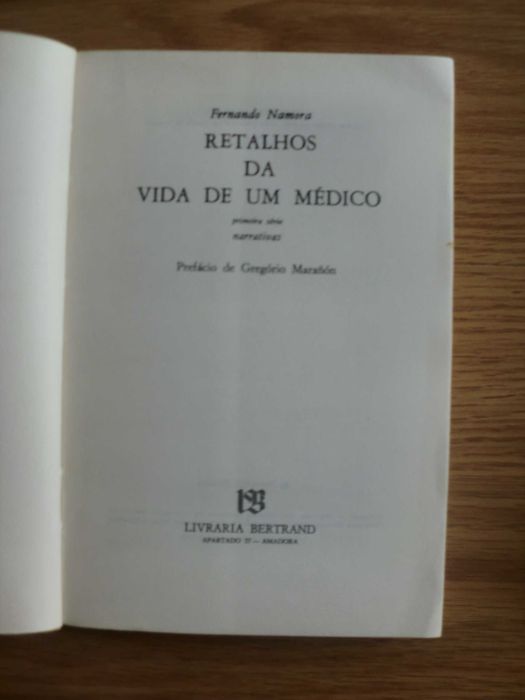 Fernando Namora
RETALHOS
DA
VIDA DE UM MÉDICO
primeira série
narrativas
Prefácio de Gregório Marañón
LIVRARIA BERTRAND
APARTADO 37 — AMADORA